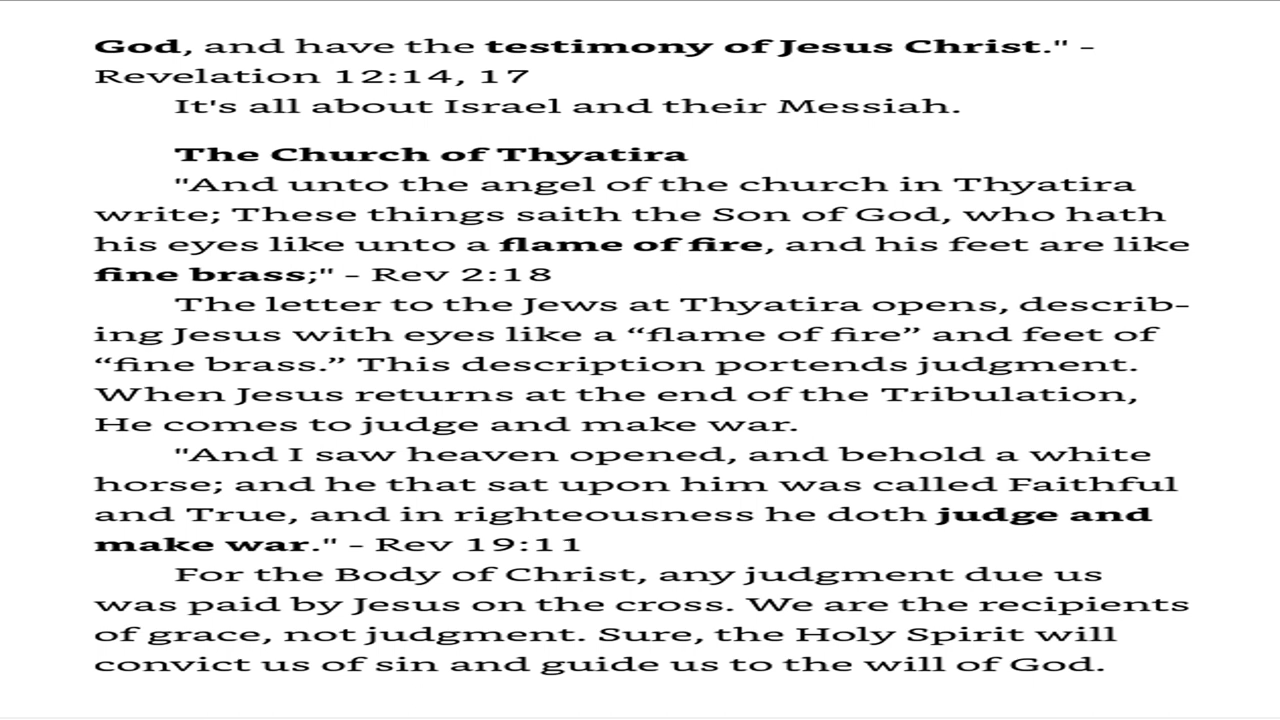 God, and have the testimony of Jesus Christ." –
Revelation 12:14, 17
It's all about Israel and their Messiah.
The Church of Thyatira
"And unto the angel of the church in Thyatira
write; These things saith the Son of God, who hath
his eyes like unto a flame of fire, and his feet are like
fine brass;" – Rev 2:18
The letter to the Jews at Thyatira opens, describ-
ing Jesus with eyes like a “flame of fire” and feet of
“fine brass.” This description portends judgment.
When Jesus returns at the end of the Tribulation,
He comes to judge and make war.
"And I saw heaven opened, and behold a white
horse; and he that sat upon him was called Faithful
and True, and in righteousness he doth judge and
make war." – Rev 19:11
For the Body of Christ, any judgment due us
was paid by Jesus on the cross. We are the recipients
of grace, not judgment. Sure, the Holy Spirit will
convict us of sin and guide us to the will of God.